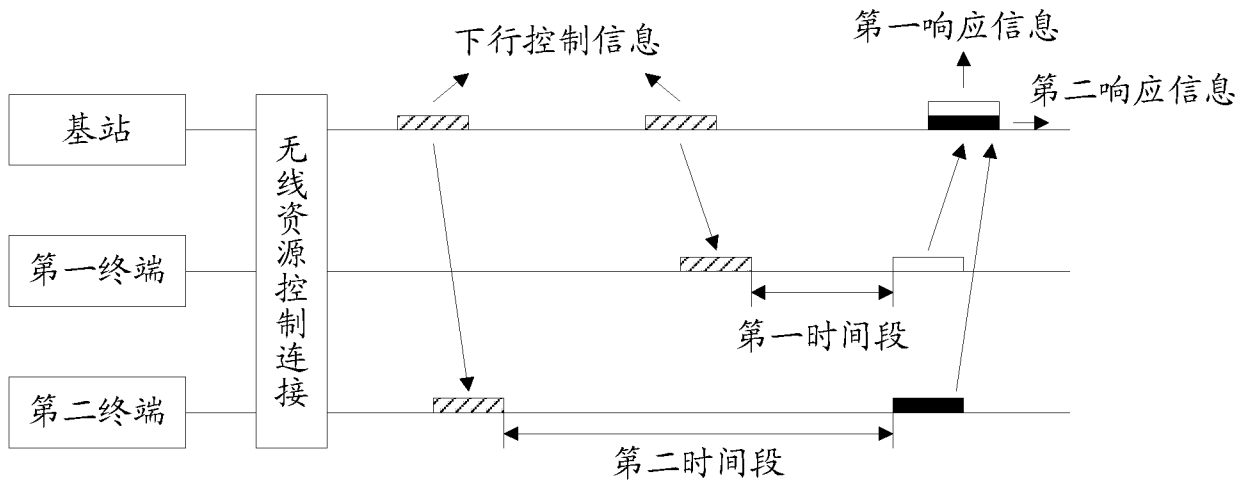 第一响应信息
下行控制信息
第二响应信息
基站
无线资源控制连接
第一终端
第一时间段
第二终端
第二时间段